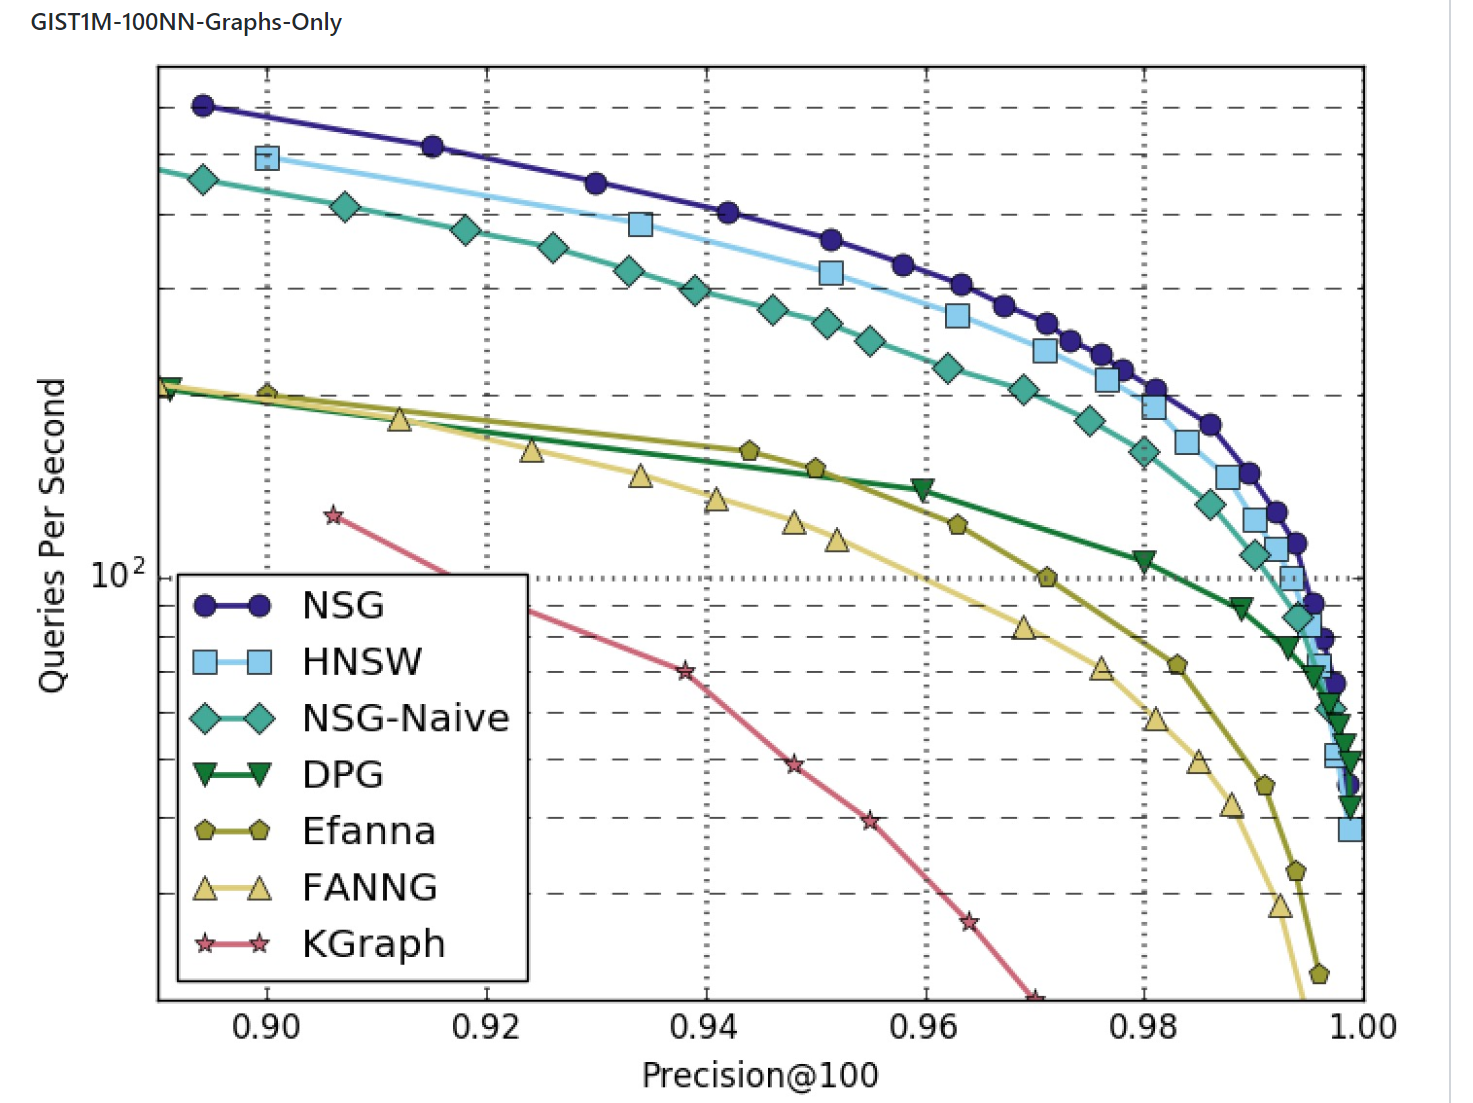 GIST1M-100NN-Graphs-Only
Queries Per Second
10²
NSG
HNSW
NSG-Naive
DPG
Efanna
FANNG
KGraph
0.90 0.92 0.94 0.96 0.98 1.00
Precision@100